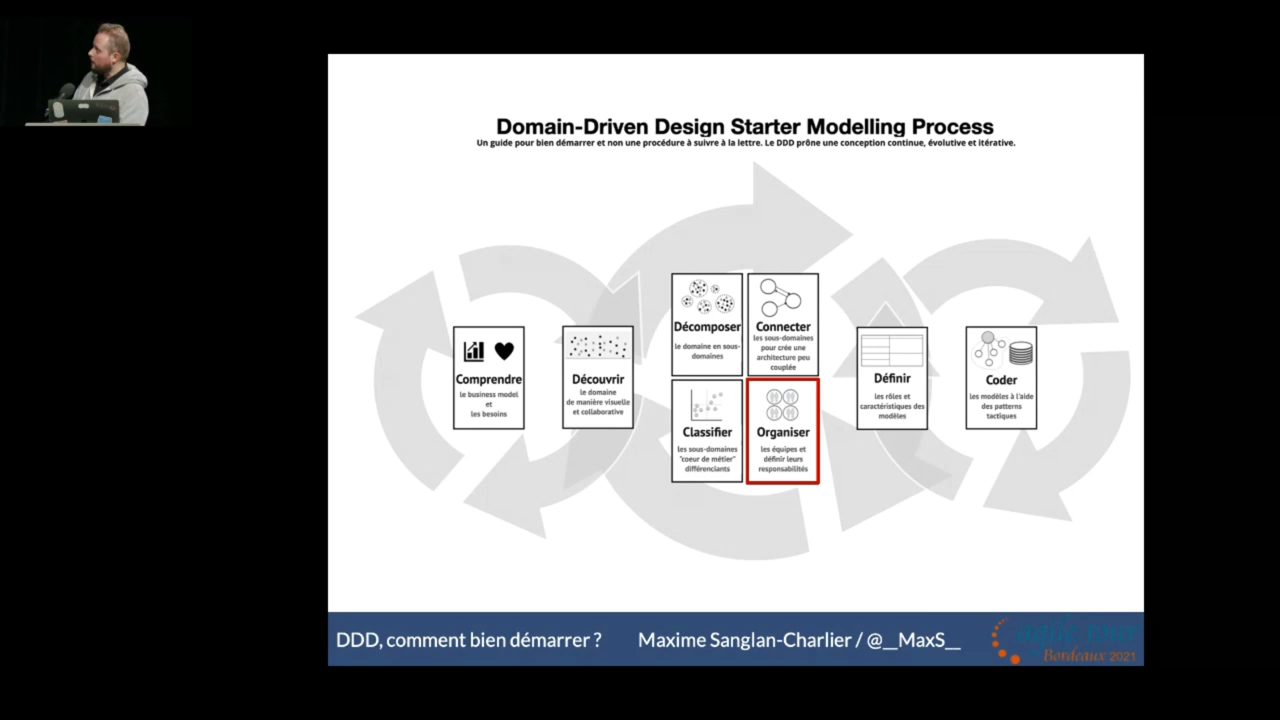 Domain-Driven Design Starter Modelling Process
Un guide pour bien démarrer et non une procédure à suivre à la lettre. Le DDD prône une conception continue, évolutive et itérative.
Comprendre
le business model
et
les besoins
Découvrir
le domaine
de manière visuelle
et collaborative
Décomposer
le domaine en sous-
domaines
Connecter
les sous-domaines
pour crée une
architecture peu
couplée
Classifier
les sous-domaines
"coeur de métier"
différenciants
Organiser
les équipes et
définir leurs
responsabilités
Définir
les rôles et
caractéristiques des
modèles
Coder
les modèles à l'aide
des patterns
tactiques
DDD, comment bien démarrer ?
Maxime Sanglan-Charlier / @__MaxS__
agile tour
Bordeaux 2021